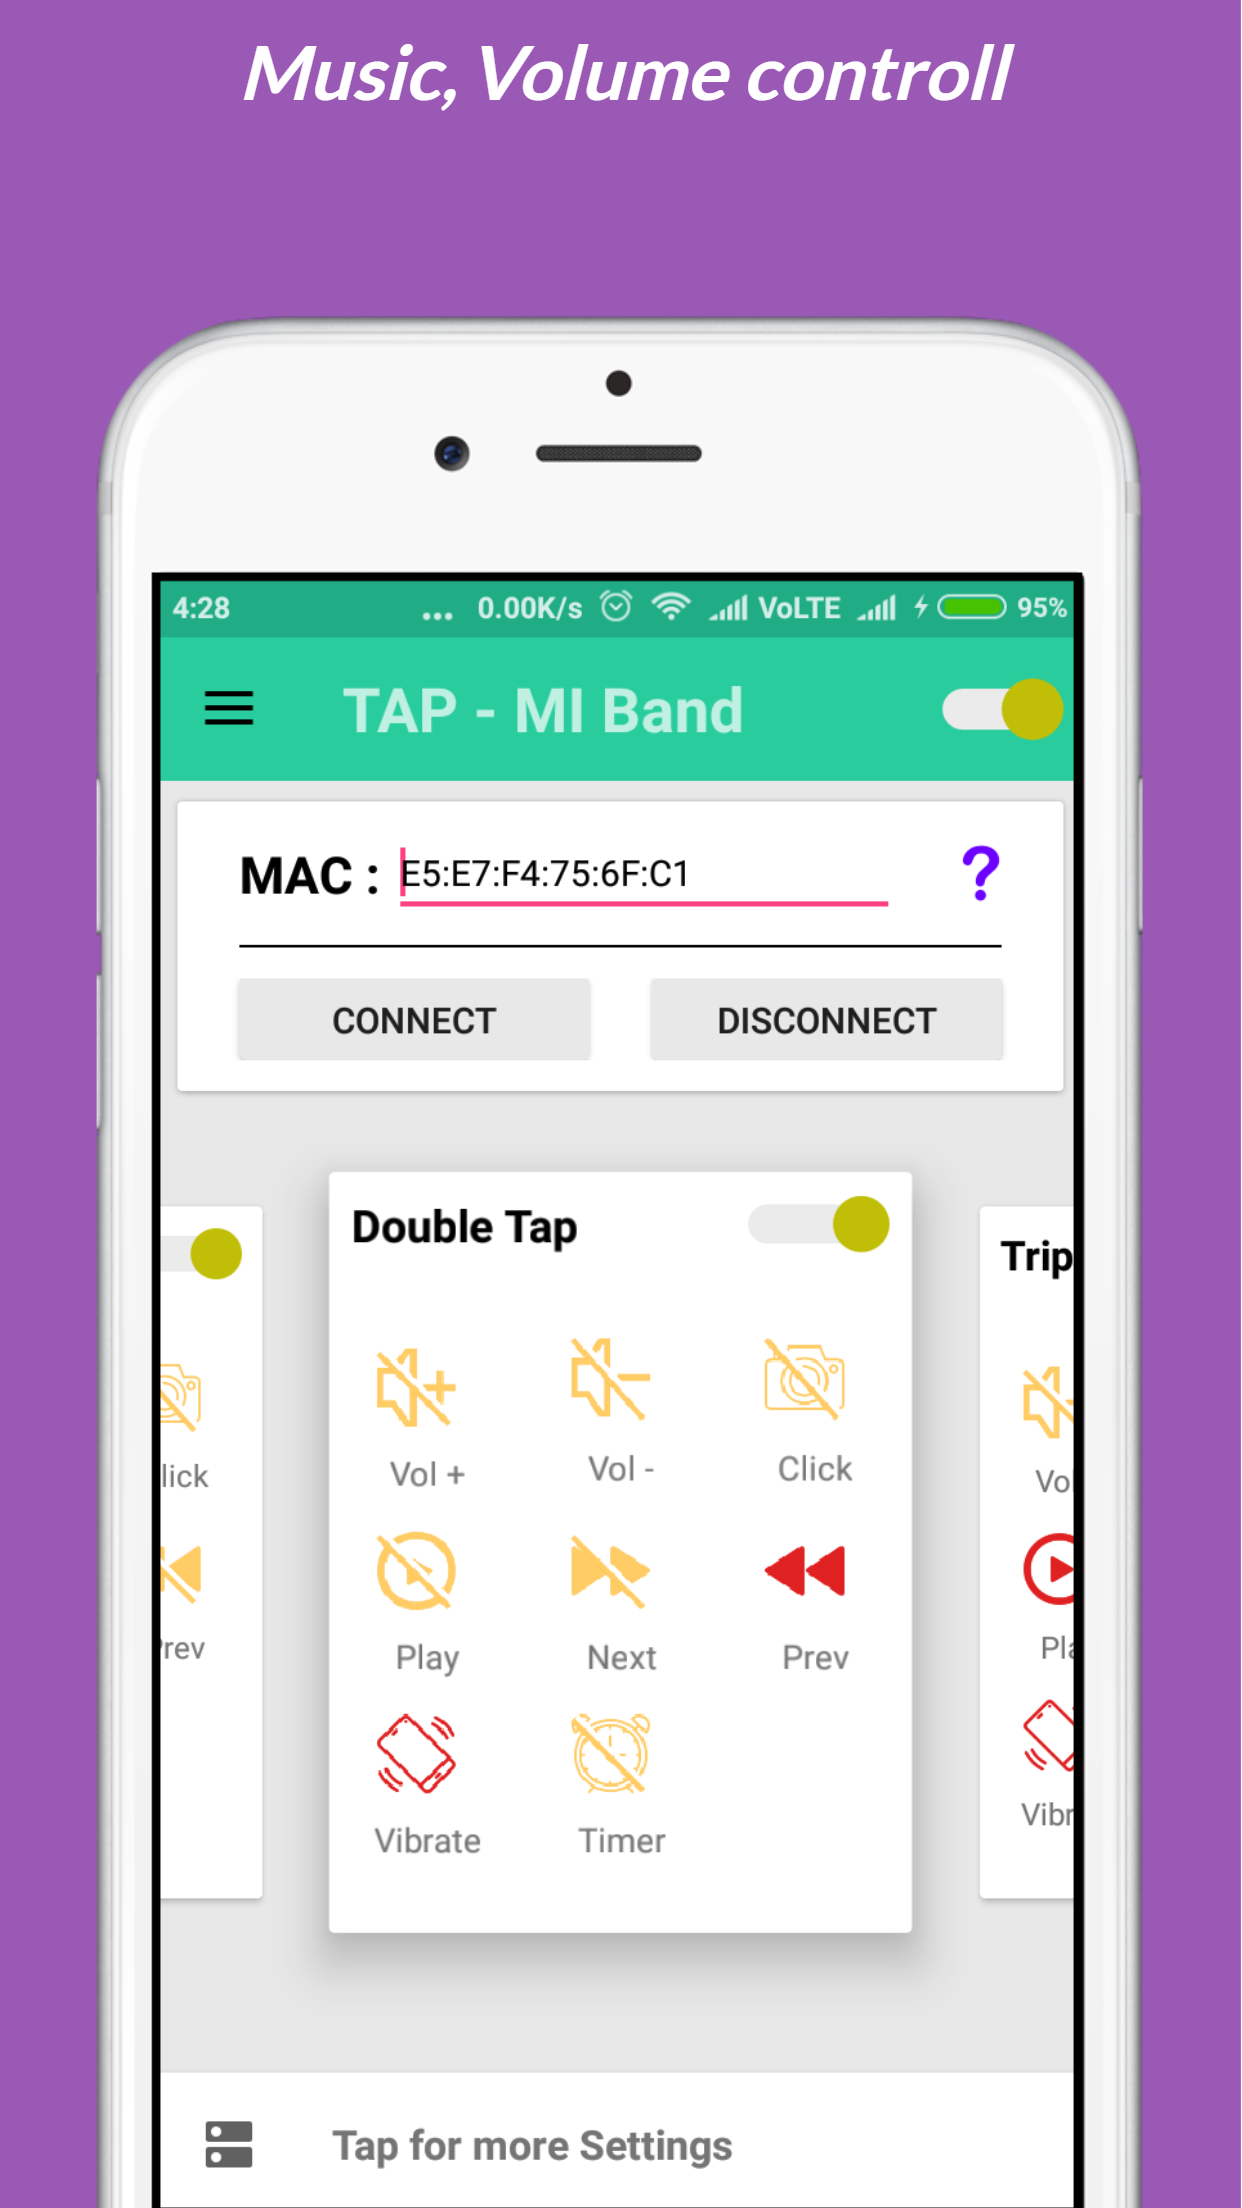 Music, Volume controll
4:28 ... 0.00K/s VoLTE 95%
TAP - MI Band
MAC : E5:E7:F4:75:6F:C1 ?
CONNECT DISCONNECT
Double Tap
Trip
Vol + Vol - Click
lick
Vo
Play Next Prev
rev
Pla
Vibrate Timer
Vibr
Tap for more Settings